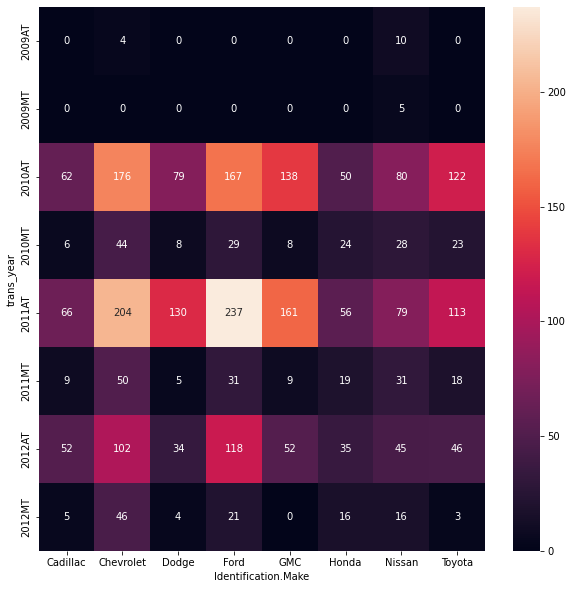 trans_year
2009AT 0 4 0 0 0 0 10 0
2009MT 0 0 0 0 0 0 5 0
2010AT 62 176 79 167 138 50 80 122
2010MT 6 44 8 29 8 24 28 23
2011AT 66 204 130 237 161 56 79 113
2011MT 9 50 5 31 9 19 31 18
2012AT 52 102 34 118 52 35 45 46
2012MT 5 46 4 21 0 16 16 3
Cadillac Chevrolet Dodge Ford GMC Honda Nissan Toyota
Identification.Make
200
150
100
50
0